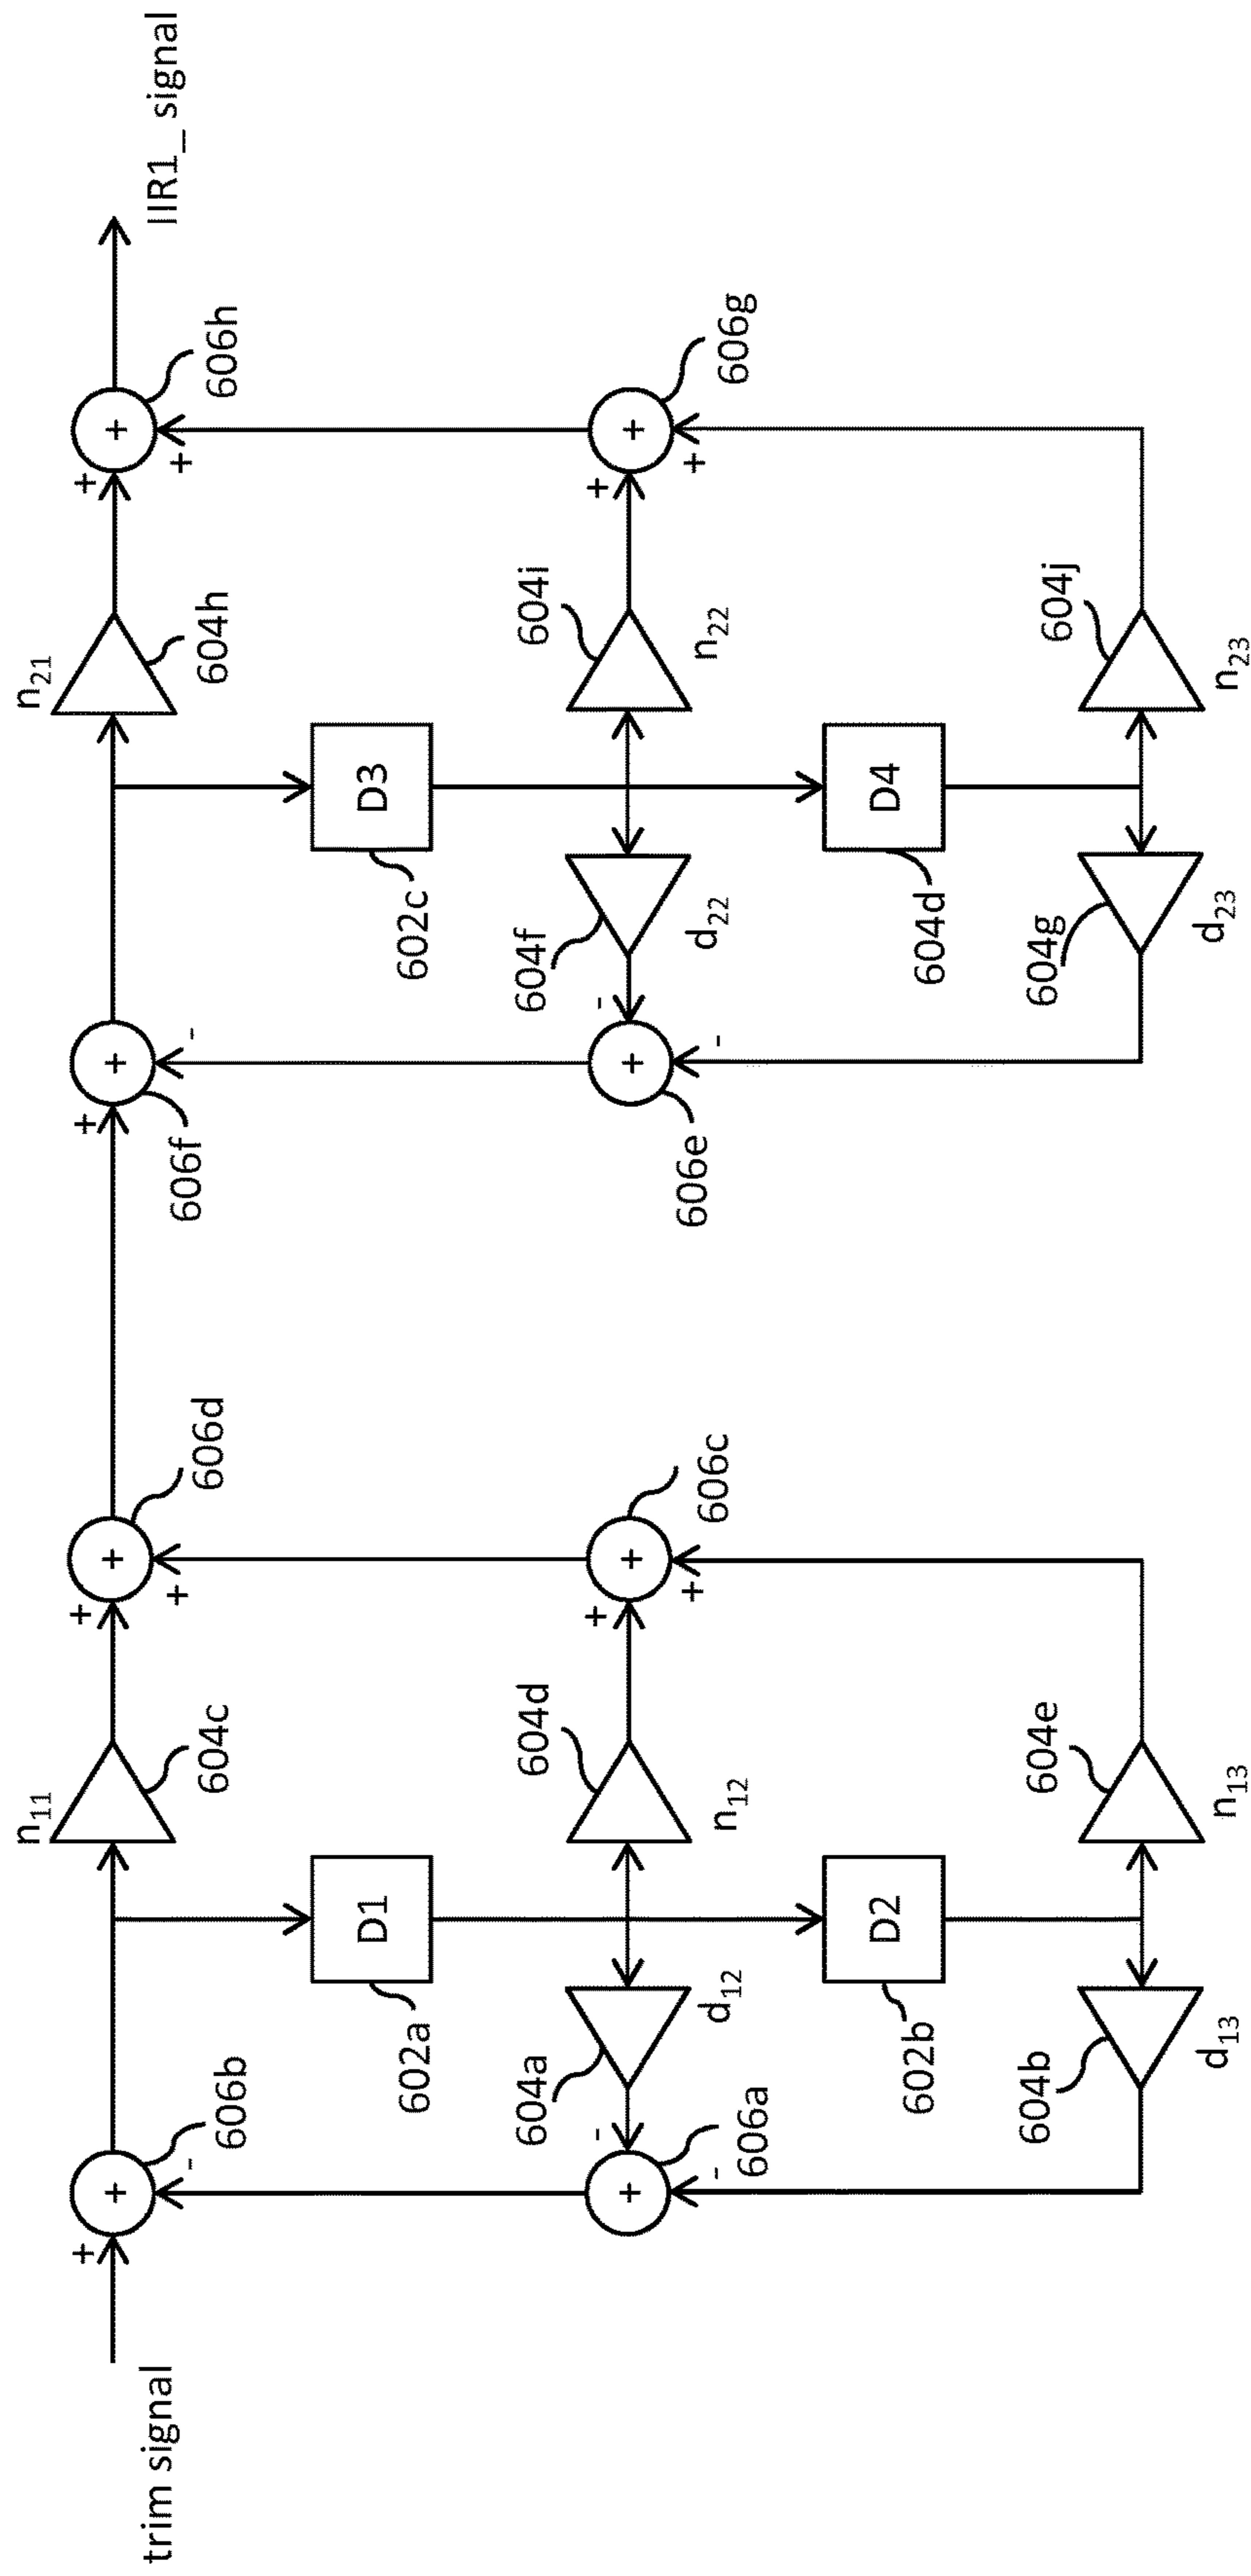 trim signal
+
+
606b
-
n11
604c
+
+
606d
+
+
+
606f
-
n21
604h
+
+
606h
+
IIR1_ signal
D1
602a
D3
602c
604a
d12
-
+
606a
-
604d
n12
+
+
606c
+
606e
+
-
-
604f
d22
604i
n22
+
+
606g
+
D2
602b
D4
604d
604b
d13
604e
n13
604g
d23
604j
n23